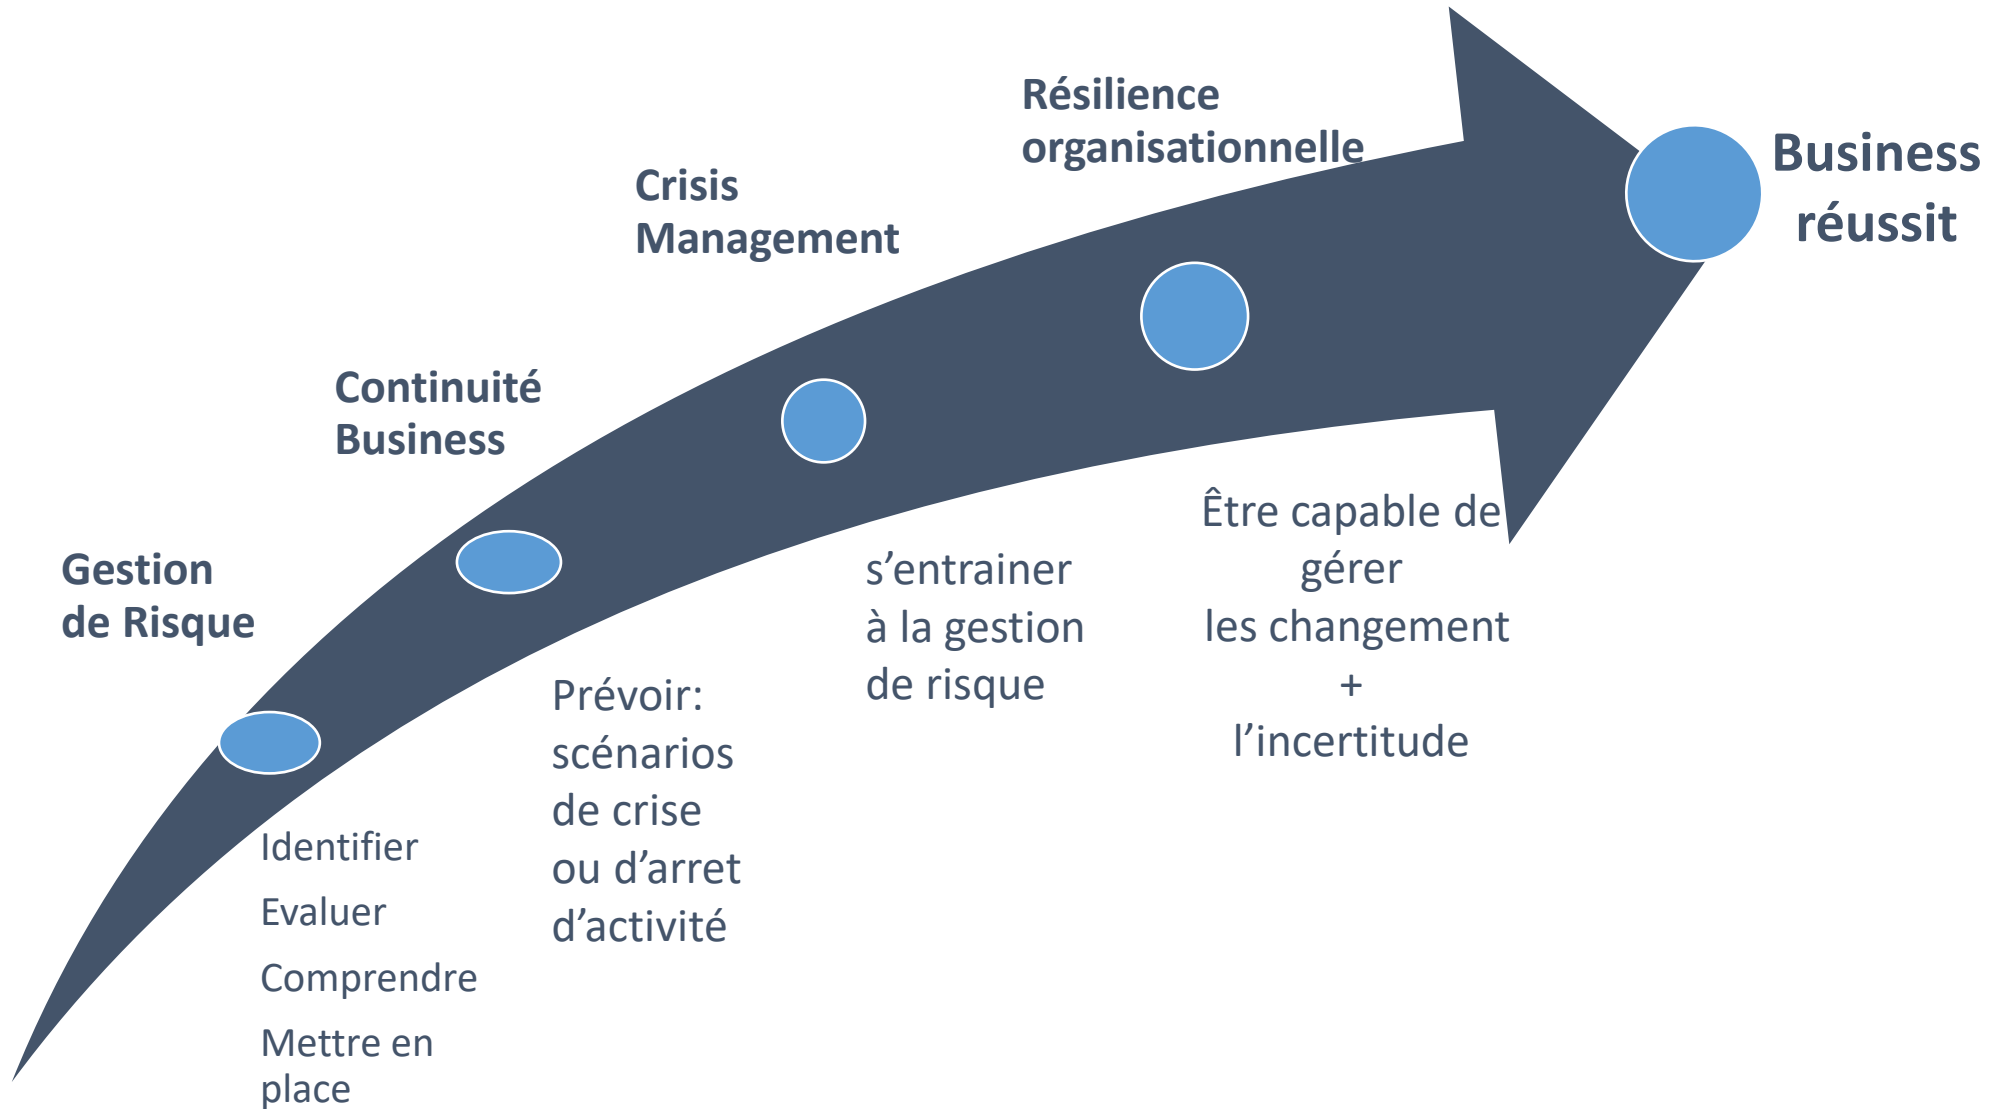 Gestion
de Risque
Identifier
Evaluer
Comprendre
Mettre en
place
Continuité
Business
Prévoir:
scénarios
de crise
ou d’arret
d’activité
Crisis
Management
s’entrainer
à la gestion
de risque
Résilience
organisationnelle
Être capable de
gérer
les changement
+
l’incertitude
Business
réussit